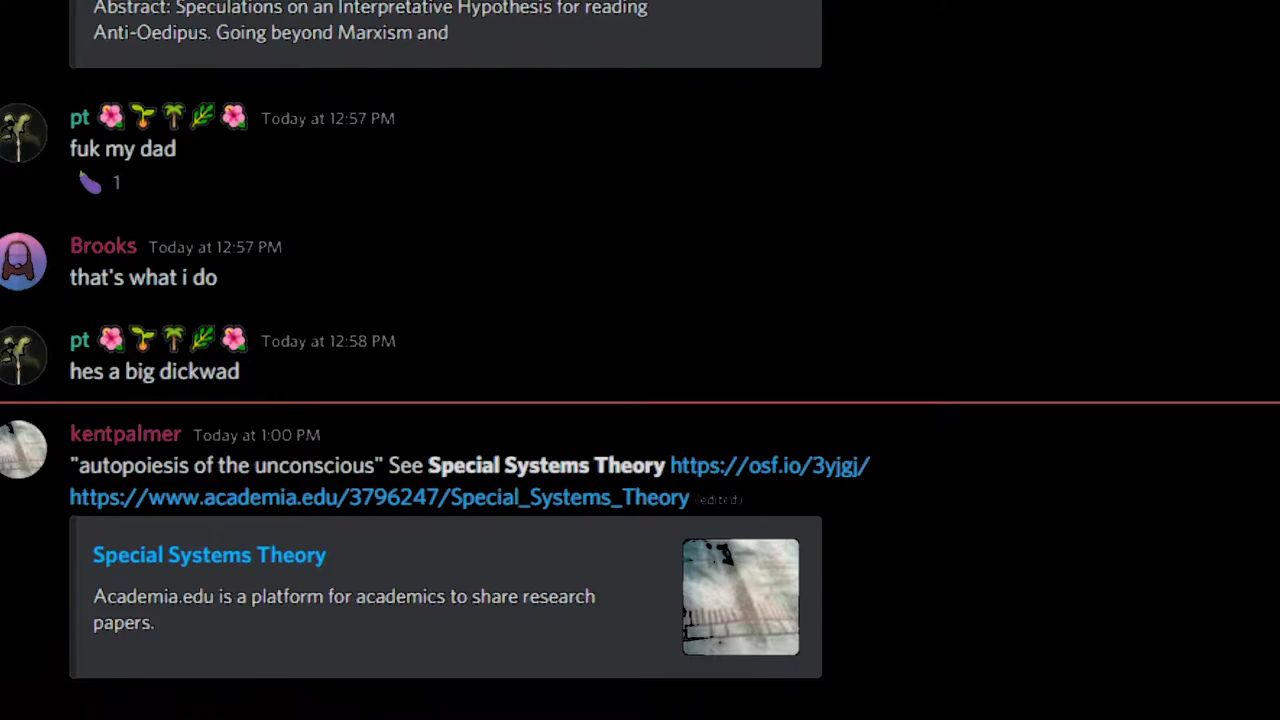 Abstract: Speculations on an Interpretative Hypothesis for reading
Anti-Oedipus. Going beyond Marxism and
pt 🌺🌱🌴🌿🌺 Today at 12:57 PM
fuk my dad
🍆 1
Brooks Today at 12:57 PM
that's what i do
pt 🌺🌱🌴🌿🌺 Today at 12:58 PM
hes a big dickwad
kentpalmer Today at 1:00 PM
"autopoiesis of the unconscious" See Special Systems Theory https://osf.io/3yjgj/
https://www.academia.edu/3796247/Special_Systems_Theory (edited)
Special Systems Theory
Academia.edu is a platform for academics to share research
papers.